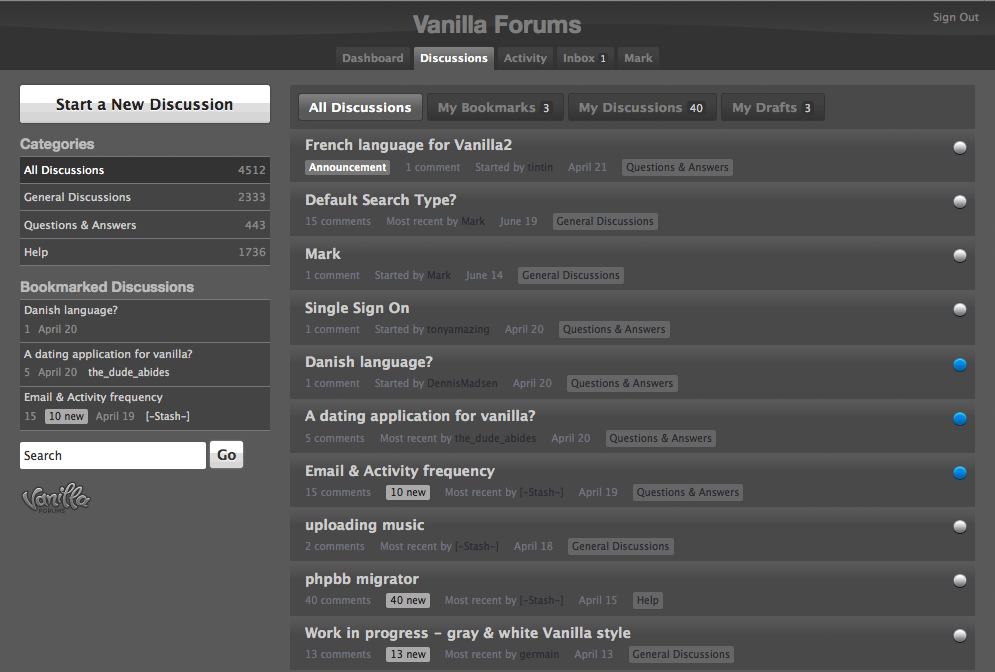 Vanilla Forums
Sign Out
Dashboard Discussions Activity Inbox 1 Mark
Start a New Discussion
Categories
All Discussions 4512
General Discussions 2333
Questions & Answers 443
Help 1736
Bookmarked Discussions
Danish language?
1 April 20
A dating application for vanilla?
5 April 20 the_dude_abides
Email & Activity frequency
15 10 new April 19 [-Stash-]
Search Go
Vanilla
FORUMS
All Discussions My Bookmarks 3 My Discussions 40 My Drafts 3
French language for Vanilla2
Announcement 1 comment Started by tintin April 21 Questions & Answers
Default Search Type?
15 comments Most recent by Mark June 19 General Discussions
Mark
1 comment Started by Mark June 14 General Discussions
Single Sign On
1 comment Started by tonyamazing April 20 Questions & Answers
Danish language?
1 comment Started by DennisMadsen April 20 Questions & Answers
A dating application for vanilla?
5 comments Most recent by the_dude_abides April 20 Questions & Answers
Email & Activity frequency
15 comments 10 new Most recent by [-Stash-] April 19 Questions & Answers
uploading music
2 comments Most recent by [-Stash-] April 18 General Discussions
phpbb migrator
40 comments 40 new Most recent by [-Stash-] April 15 Help
Work in progress - gray & white Vanilla style
13 comments 13 new Most recent by germain April 13 General Discussions